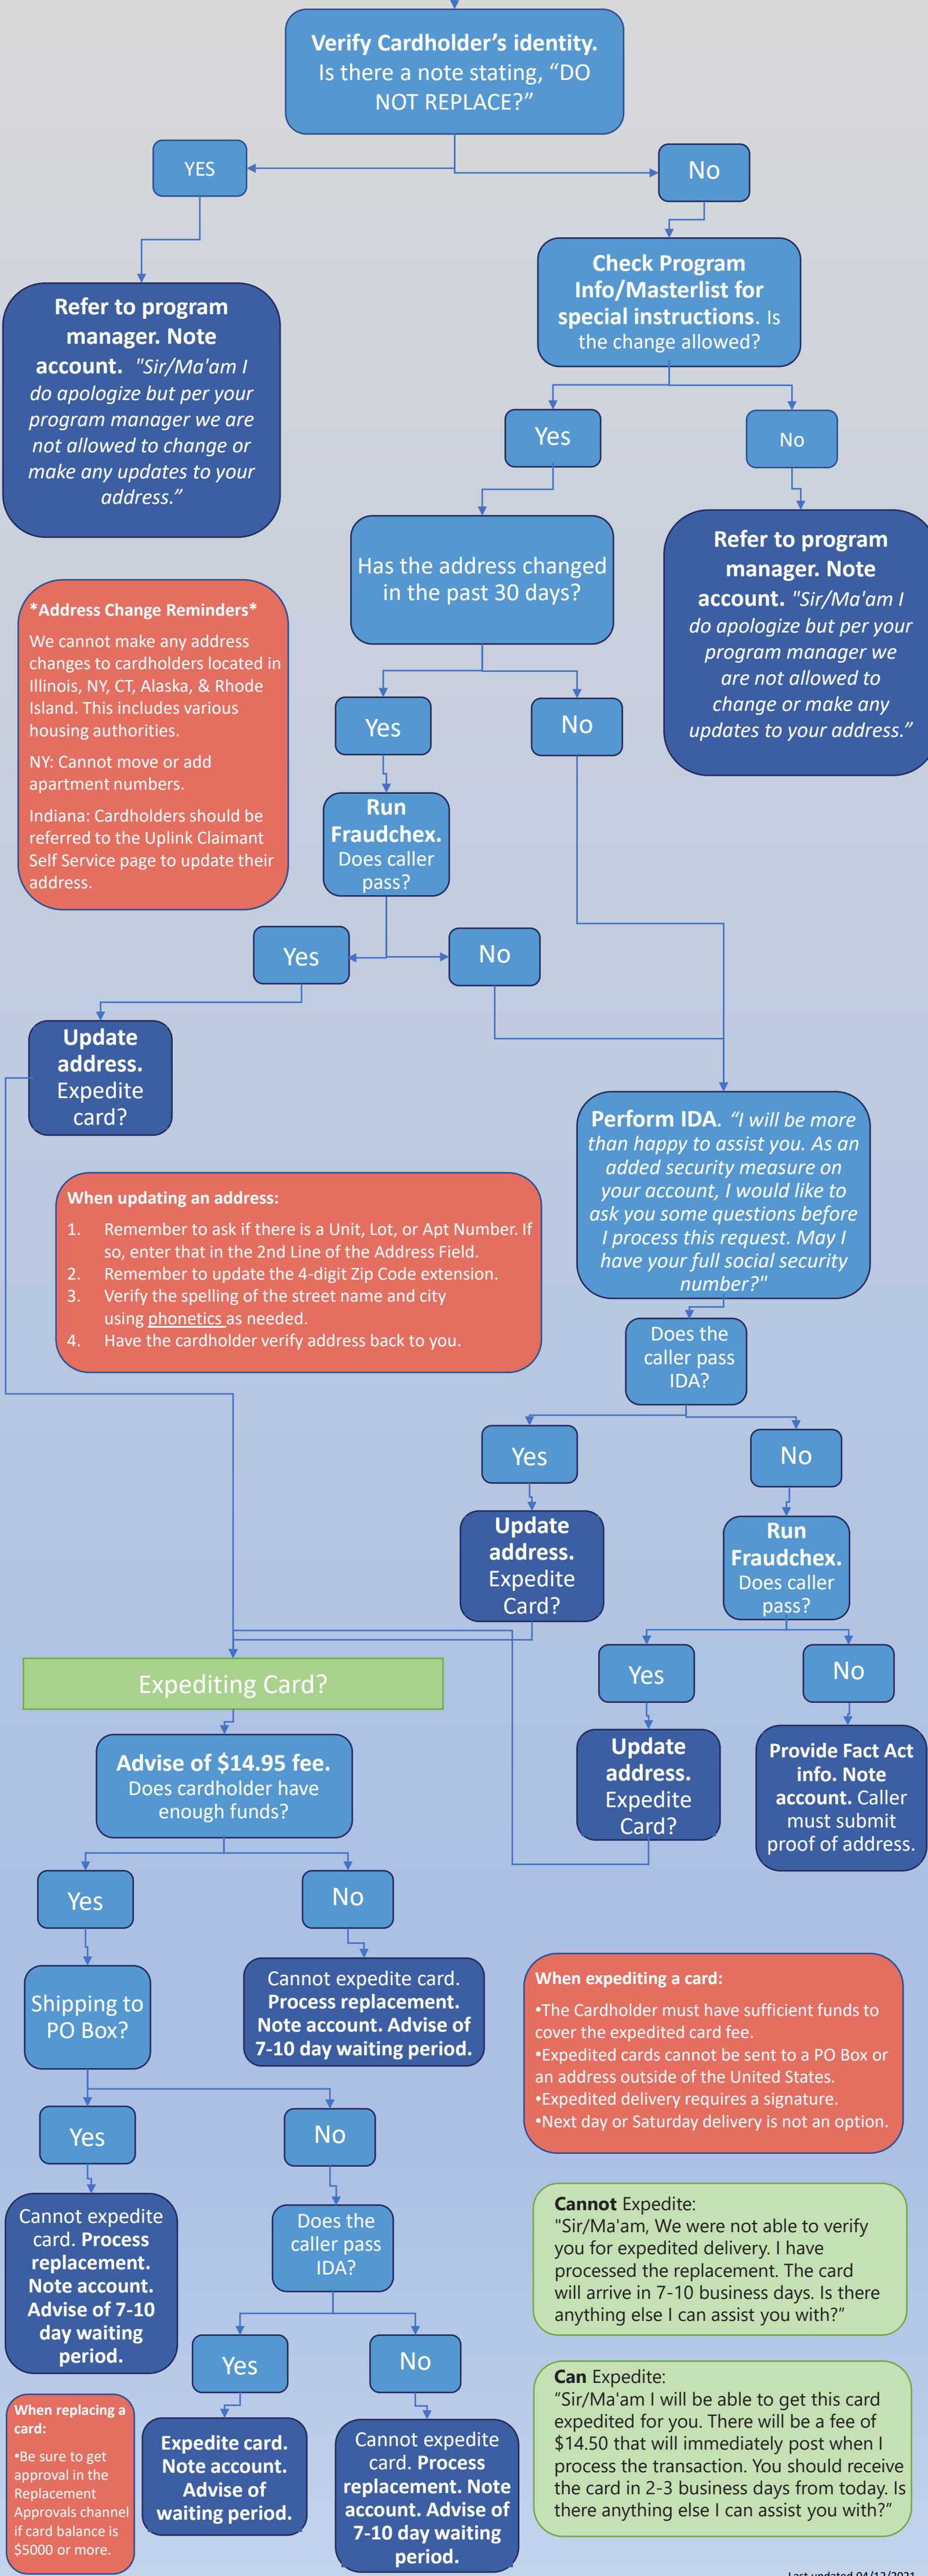 Verify Cardholder’s identity.
Is there a note stating, “DO
NOT REPLACE?”
YES
No
Check Program
Info/Masterlist for
special instructions. Is
the change allowed?
Refer to program
manager. Note
account. "Sir/Ma'am I
do apologize but per your
program manager we are
not allowed to change or
make any updates to your
address.”
Yes
No
Has the address changed
in the past 30 days?
Refer to program
manager. Note
account. "Sir/Ma'am I
do apologize but per your
program manager we
are not allowed to
change or make any
updates to your address.”
*Address Change Reminders*
We cannot make any address
changes to cardholders located in
Illinois, NY, CT, Alaska, & Rhode
Island. This includes various
housing authorities.
NY: Cannot move or add
apartment numbers.
Indiana: Cardholders should be
referred to the Uplink Claimant
Self Service page to update their
address.
Yes
No
Run
Fraudchex.
Does caller
pass?
Yes
No
Update
address.
Expedite
card?
Perform IDA. “I will be more
than happy to assist you. As an
added security measure on
your account, I would like to
ask you some questions before
I process this request. May I
have your full social security
number?"
When updating an address:
1. Remember to ask if there is a Unit, Lot, or Apt Number. If
so, enter that in the 2nd Line of the Address Field.
2. Remember to update the 4-digit Zip Code extension.
3. Verify the spelling of the street name and city
using phonetics as needed.
4. Have the cardholder verify address back to you.
Does the
caller pass
IDA?
Yes
No
Update
address.
Expedite
Card?
Run
Fraudchex.
Does caller
pass?
Yes
No
Expediting Card?
Update
address.
Expedite
Card?
Provide Fact Act
info. Note
account. Caller
must submit
proof of address.
Advise of $14.95 fee.
Does cardholder have
enough funds?
Yes
No
Shipping to
PO Box?
Cannot expedite card.
Process replacement.
Note account. Advise of
7-10 day waiting period.
When expediting a card:
•The Cardholder must have sufficient funds to
cover the expedited card fee.
•Expedited cards cannot be sent to a PO Box or
an address outside of the United States.
•Expedited delivery requires a signature.
•Next day or Saturday delivery is not an option.
Yes
No
Cannot expedite
card. Process
replacement.
Note account.
Advise of 7-10
day waiting
period.
Does the
caller pass
IDA?
Cannot Expedite:
"Sir/Ma'am, We were not able to verify
you for expedited delivery. I have
processed the replacement. The card
will arrive in 7-10 business days. Is there
anything else I can assist you with?”
Yes
No
Can Expedite:
“Sir/Ma'am I will be able to get this card
expedited for you. There will be a fee of
$14.50 that will immediately post when I
process the transaction. You should receive
the card in 2-3 business days from today. Is
there anything else I can assist you with?”
When replacing a
card:
•Be sure to get
approval in the
Replacement
Approvals channel
if card balance is
$5000 or more.
Expedite card.
Note account.
Advise of
waiting period.
Cannot expedite
card. Process
replacement. Note
account. Advise of
7-10 day waiting
period.
Last updated 04/12/2021